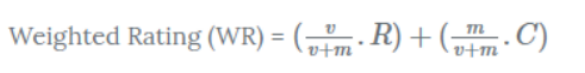 Weighted Rating (WR) = (v/v+m . R) + (m/v+m . C)